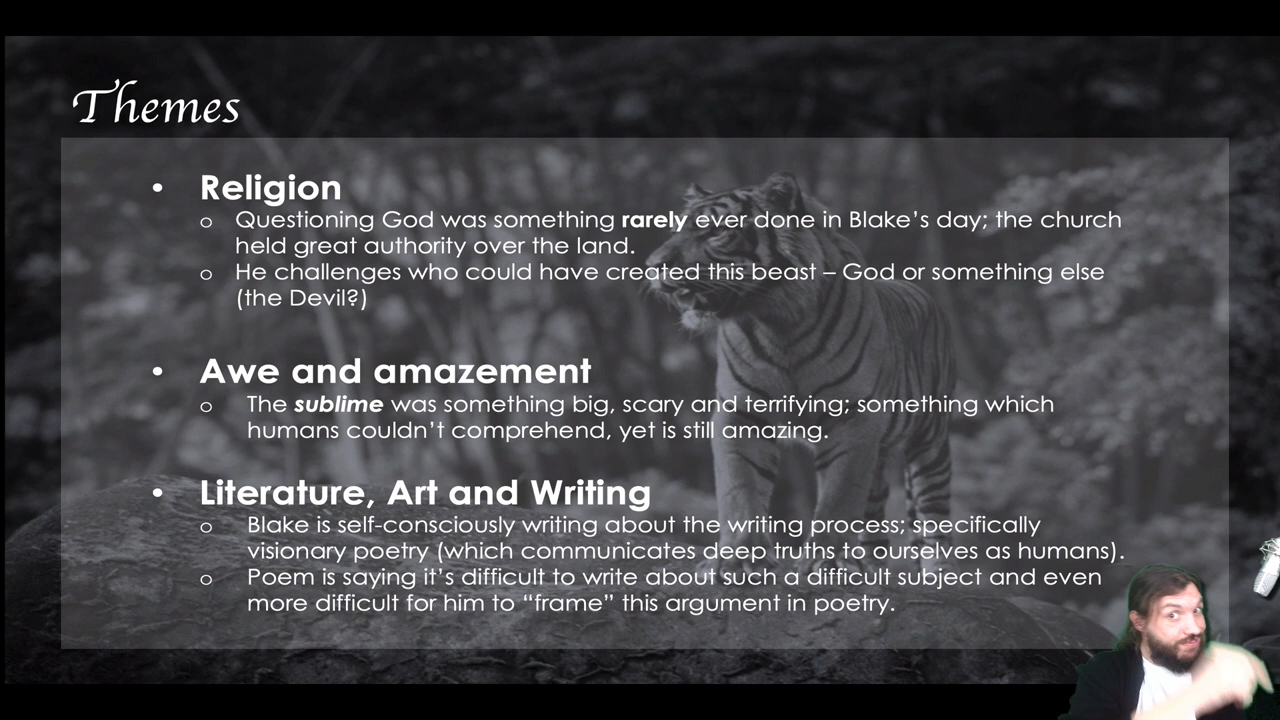 Themes
• Religion
o Questioning God was something rarely ever done in Blake’s day; the church
held great authority over the land.
o He challenges who could have created this beast – God or something else
(the Devil?)
• Awe and amazement
o The sublime was something big, scary and terrifying; something which
humans couldn’t comprehend, yet is still amazing.
• Literature, Art and Writing
o Blake is self-consciously writing about the writing process; specifically
visionary poetry (which communicates deep truths to ourselves as humans).
o Poem is saying it’s difficult to write about such a difficult subject and even
more difficult for him to “frame” this argument in poetry.